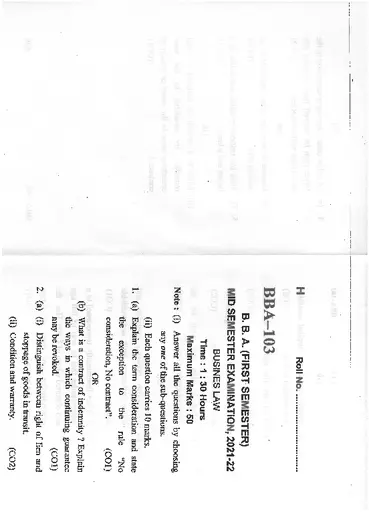 H Roll No. ........................
BBA–103
B. B. A. (FIRST SEMESTER)
MID SEMESTER EXAMINATION, 2021-22
BUSINES LAW
Time : 1 : 30 Hours
Maximum Marks : 50
Note : (i) Answer all the questions by choosing
any one of the sub-questions.
(ii) Each question carries 10 marks.
1. (a) Explain the term consideration and state
the exception to the rule “No
consideration, No contract”. (CO1)
OR
(b) What is a contract of indemnity ? Explain
the ways in which continuing guarantee
may be revoked. (CO1)
2. (a) (i) Distinguish between right of lien and
stoppage of goods in transit.
(ii) Condition and warranty. (CO2)